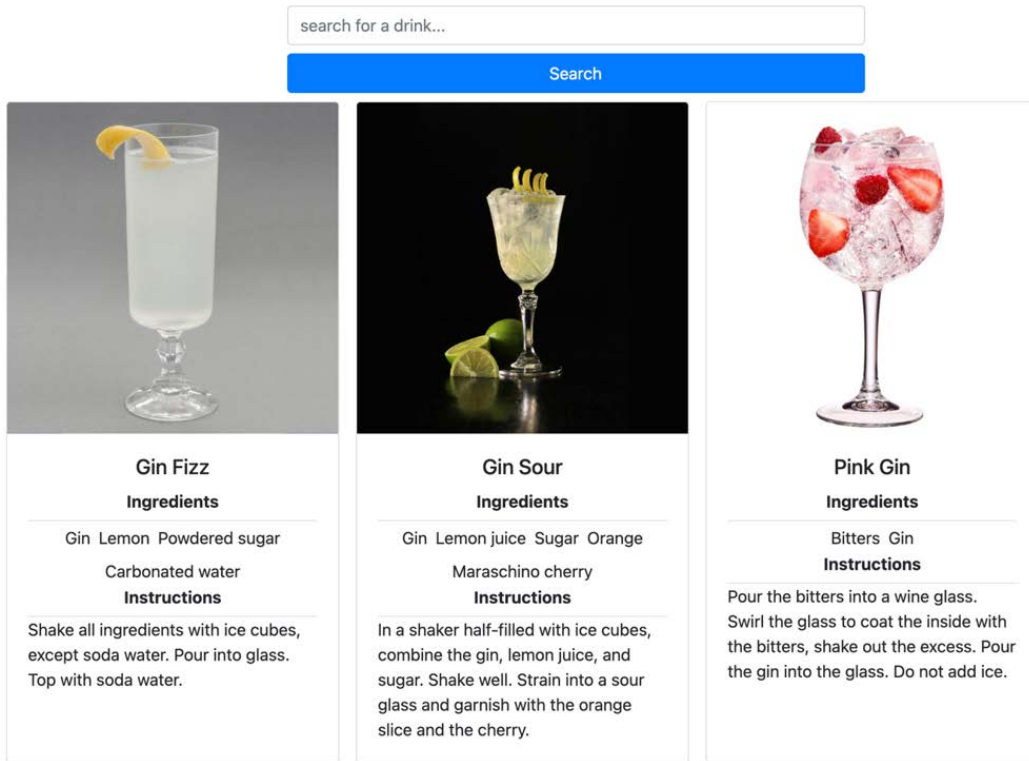 search for a drink...
Search
Gin Fizz
Ingredients
Gin Lemon Powdered sugar
Carbonated water
Instructions
Shake all ingredients with ice cubes,
except soda water. Pour into glass.
Top with soda water.
Gin Sour
Ingredients
Gin Lemon juice Sugar Orange
Maraschino cherry
Instructions
In a shaker half-filled with ice cubes,
combine the gin, lemon juice, and
sugar. Shake well. Strain into a sour
glass and garnish with the orange
slice and the cherry.
Pink Gin
Ingredients
Bitters Gin
Instructions
Pour the bitters into a wine glass.
Swirl the glass to coat the inside with
the bitters, shake out the excess. Pour
the gin into the glass. Do not add ice.